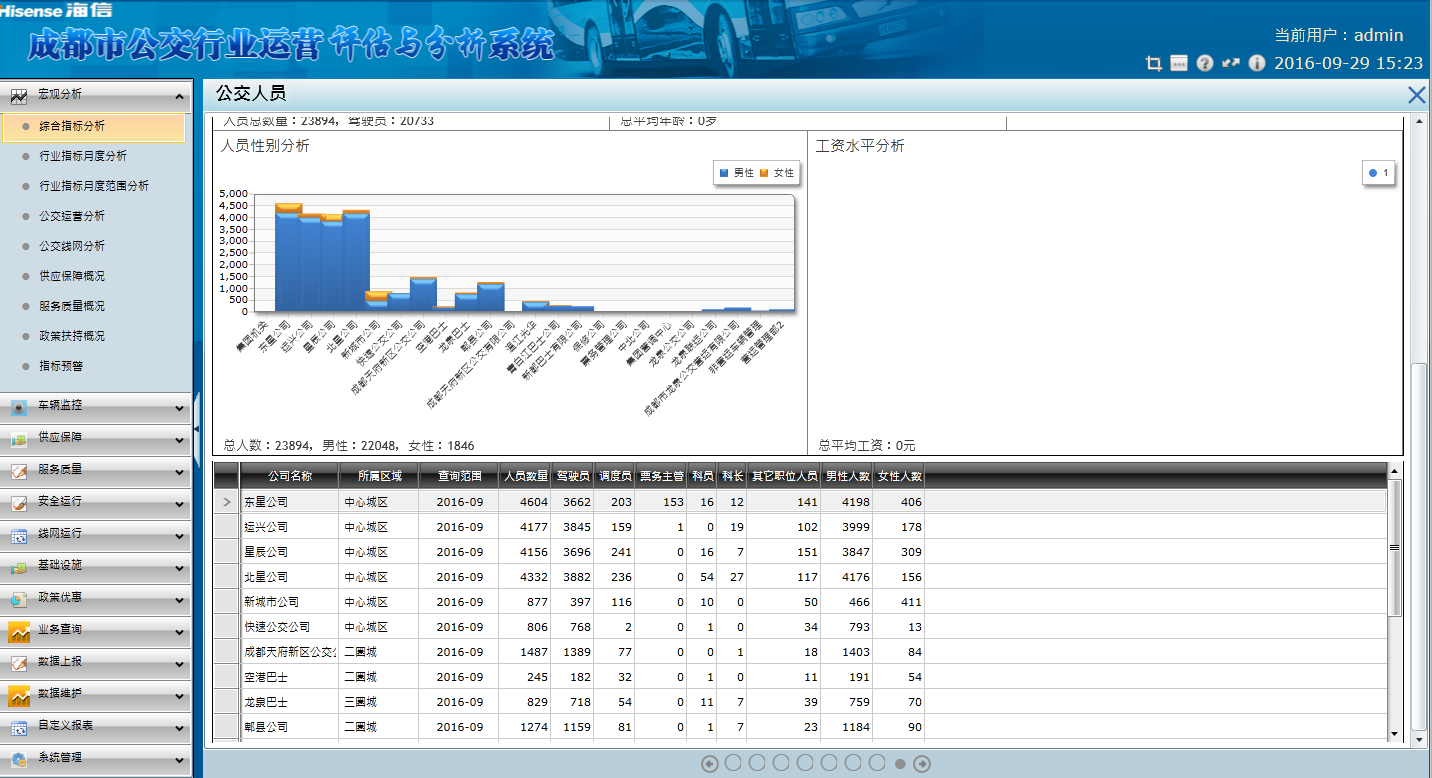 Hisense 海信
成都市公交行业运营评估与分析系统
当前用户：admin
2016-09-29 15:23
宏观分析
综合指标分析
行业指标月度分析
行业指标月度范围分析
公交运营分析
公交线网分析
供应保障概况
服务质量概况
政策扶持概况
指标预警
车辆监控
供应保障
服务质量
安全运行
线网运行
基础设施
政策优惠
业务查询
数据上报
数据维护
自定义报表
系统管理
公交人员
人员总数量：23894, 驾驶员：20733
总平均年龄：0岁
人员性别分析
男性 女性
5,000
4,500
4,000
3,500
3,000
2,500
2,000
1,500
1,000
500
0
集团机关
东星公司
运兴公司
星辰公司
北星公司
新城市公司
快速公交公司
成都天府新区公交公司
空港巴士
龙泉巴士
郫县公司
成都天府新区公交有限公司
温江光华
青白江巴士公司
新都巴士有限公司
保修公司
票务管理公司
中北公司
集团营调中心
龙泉公交公司
龙泉联运公司
成都市龙泉公交营运有限公司
非营运车辆管理
营运管理部2
总人数：23894, 男性：22048, 女性：1846
工资水平分析
1
总平均工资：0元
公司名称 所属区域 查询范围 人员数量 驾驶员 调度员 票务主管 科员 科长 其它职位人员 男性人数 女性人数
东星公司 中心城区 2016-09 4604 3662 203 153 16 12 141 4198 406
运兴公司 中心城区 2016-09 4177 3845 159 1 0 19 102 3999 178
星辰公司 中心城区 2016-09 4156 3696 241 0 16 7 151 3847 309
北星公司 中心城区 2016-09 4332 3882 236 0 54 27 117 4176 156
新城市公司 中心城区 2016-09 877 397 116 0 10 0 50 466 411
快速公交公司 中心城区 2016-09 806 768 2 0 1 0 34 793 13
成都天府新区公交 二圈城 2016-09 1487 1389 77 0 0 1 18 1403 84
空港巴士 二圈城 2016-09 245 182 32 0 1 0 11 191 54
龙泉巴士 三圈城 2016-09 829 718 54 0 11 7 39 759 70
郫县公司 二圈城 2016-09 1274 1159 81 0 1 7 23 1184 90